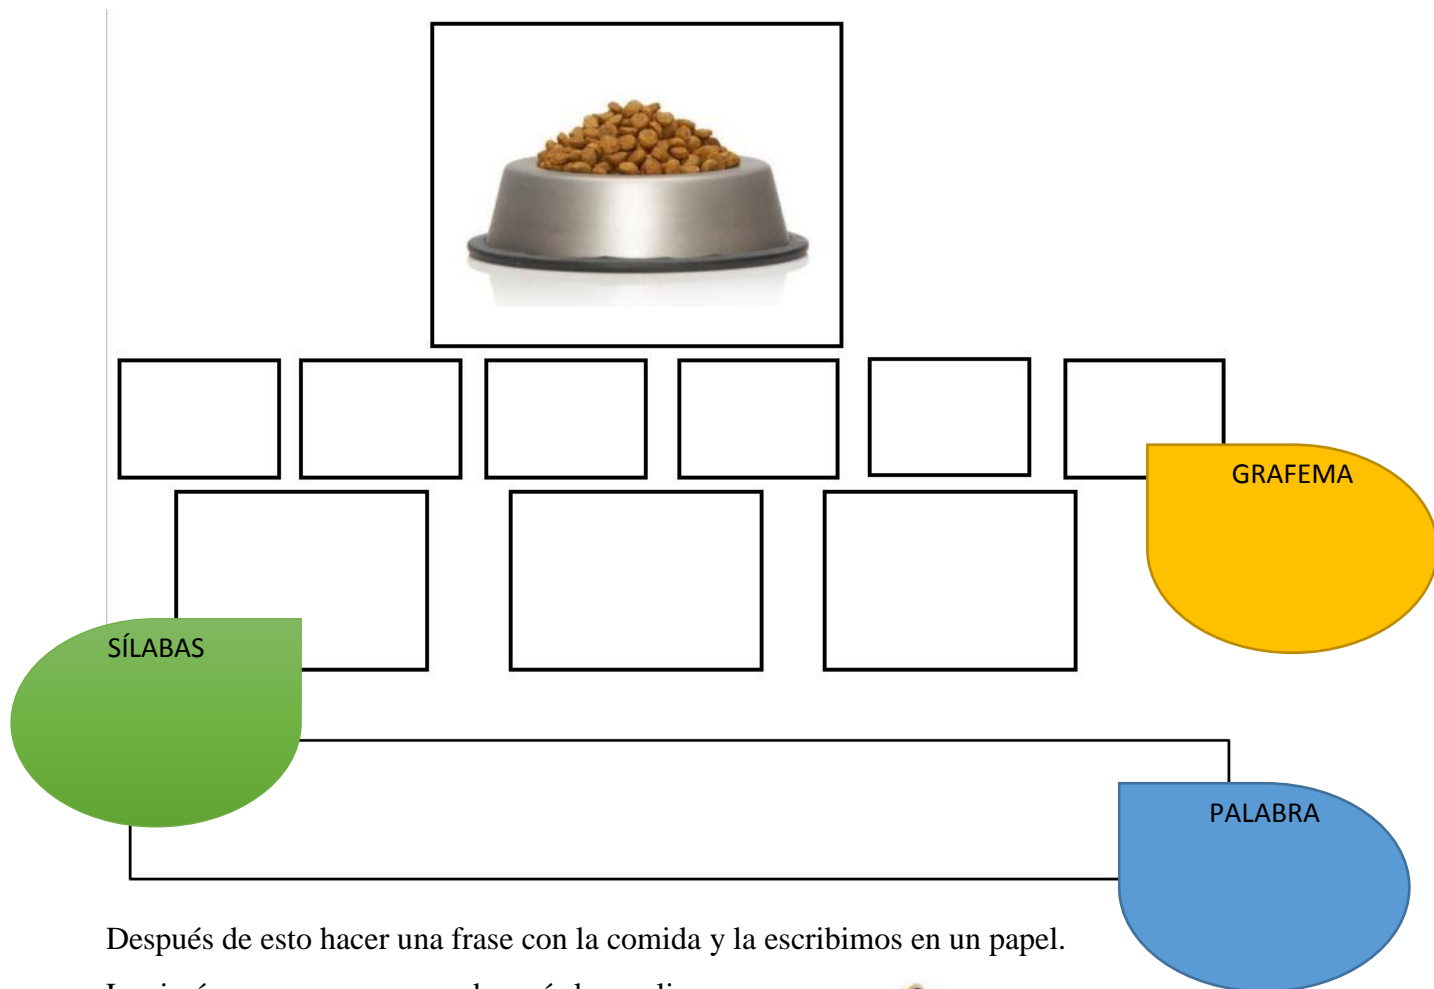 GRAFEMA
SÍLABAS
PALABRA
Después de esto hacer una frase con la comida y la escribimos en un papel.